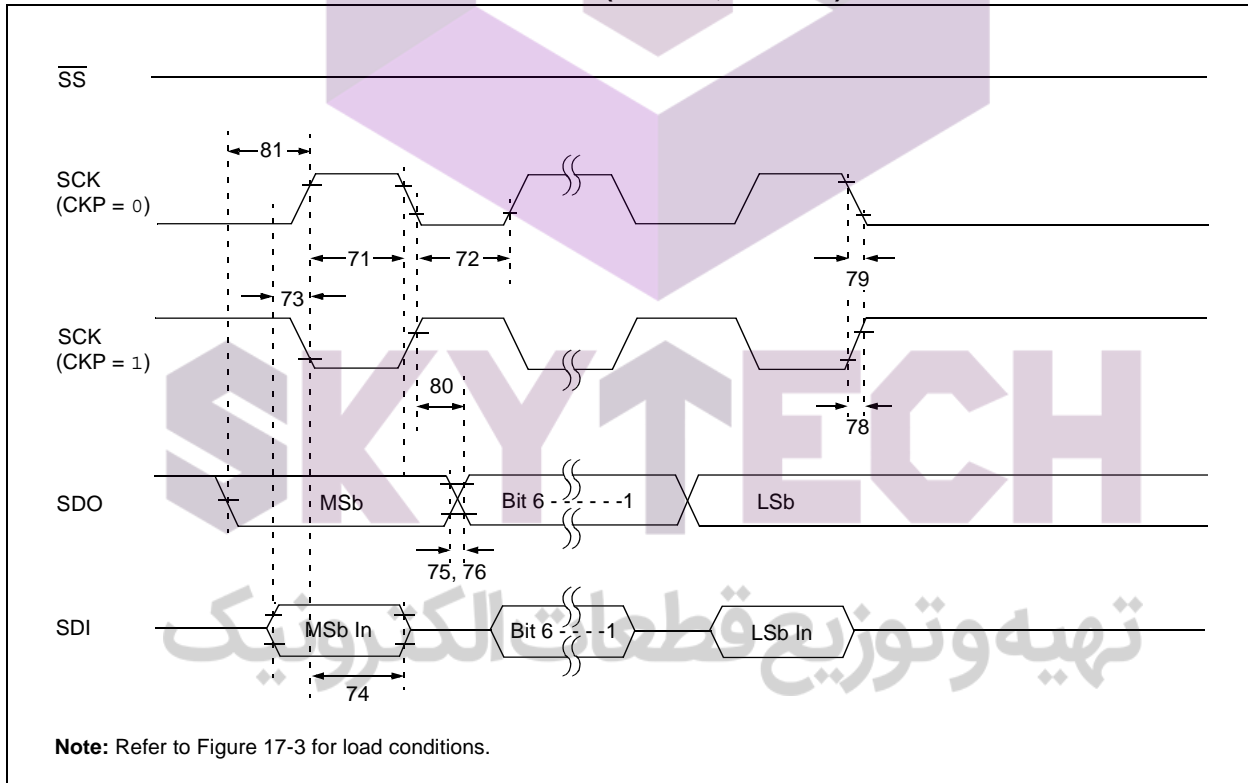 SS
81
SCK
(CKP = 0)
71
72
79
73
SCK
(CKP = 1)
80
78
SDO
MSb
Bit 6 - - - - - -1
LSb
75, 76
SDI
MSb In
Bit 6 - - - - -1
LSb In
74
SKYTECH
تهیه و توزیع قطعات الکترونیک
Note: Refer to Figure 17-3 for load conditions.